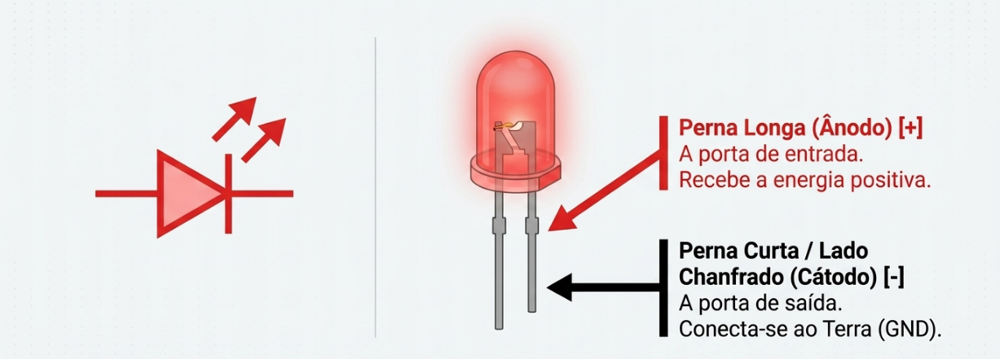 Perna Longa (Ânodo) [+]
A porta de entrada.
Recebe a energia positiva.
Perna Curta / Lado
Chanfrado (Cátodo) [-]
A porta de saída.
Conecta-se ao Terra (GND).